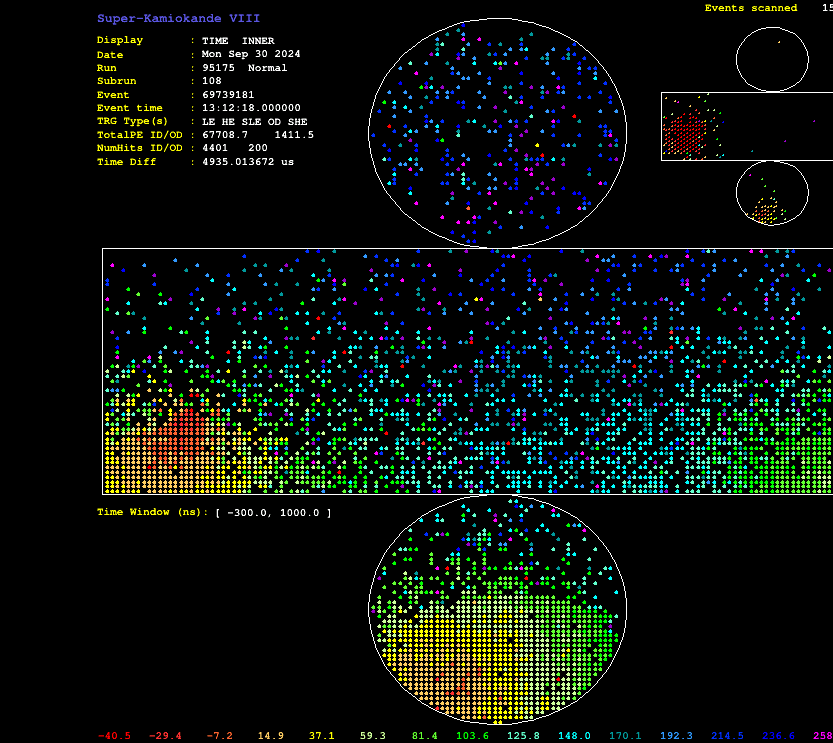 Super-Kamiokande VIII
Events scanned 15
Display : TIME INNER
Date : Mon Sep 30 2024
Run : 95175 Normal
Subrun : 108
Event : 69739181
Event time : 13:12:18.000000
TRG Type(s) : LE HE SLE OD SHE
TotalPE ID/OD : 67708.7 1411.5
NumHits ID/OD : 4401 200
Time Diff : 4935.013672 us
Time Window (ns): [ -300.0, 1000.0 ]
-40.5 -29.4 -7.2 14.9 37.1 59.3 81.4 103.6 125.8 148.0 170.1 192.3 214.5 236.6 258